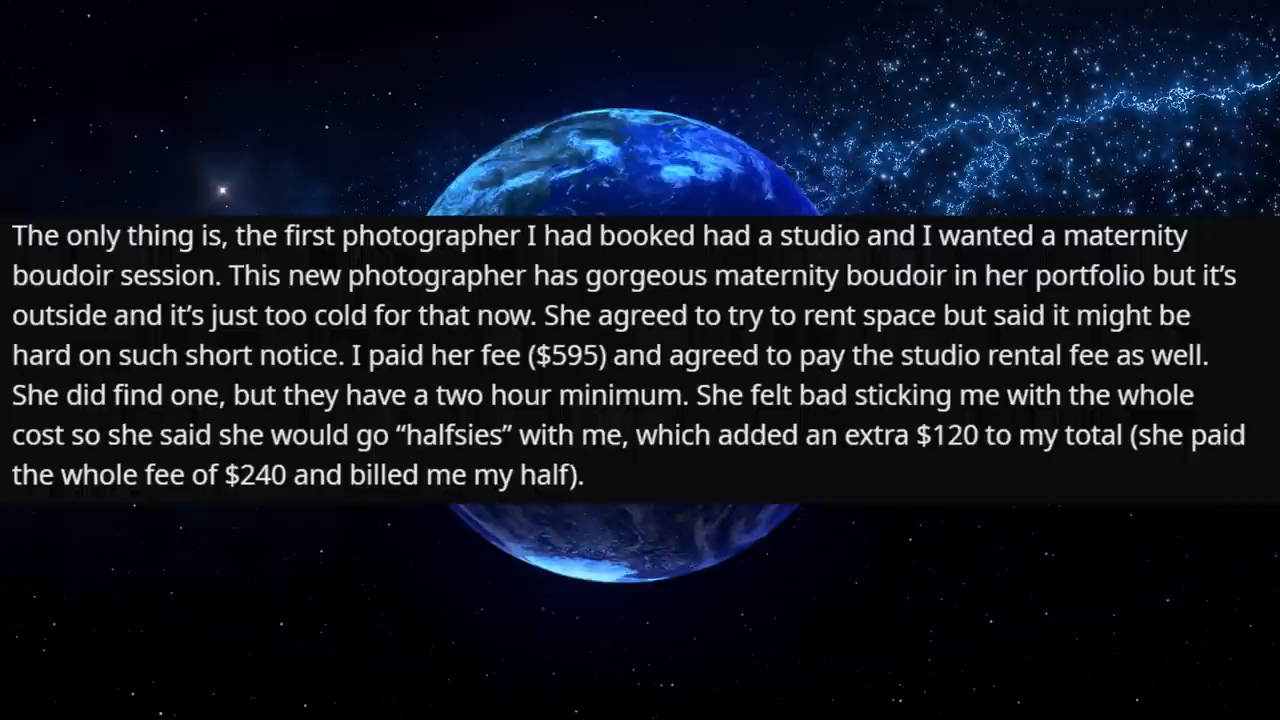 The only thing is, the first photographer I had booked had a studio and I wanted a maternity
boudoir session. This new photographer has gorgeous maternity boudoir in her portfolio but it’s
outside and it’s just too cold for that now. She agreed to try to rent space but said it might be
hard on such short notice. I paid her fee ($595) and agreed to pay the studio rental fee as well.
She did find one, but they have a two hour minimum. She felt bad sticking me with the whole
cost so she said she would go “halfsies” with me, which added an extra $120 to my total (she paid
the whole fee of $240 and billed me my half).